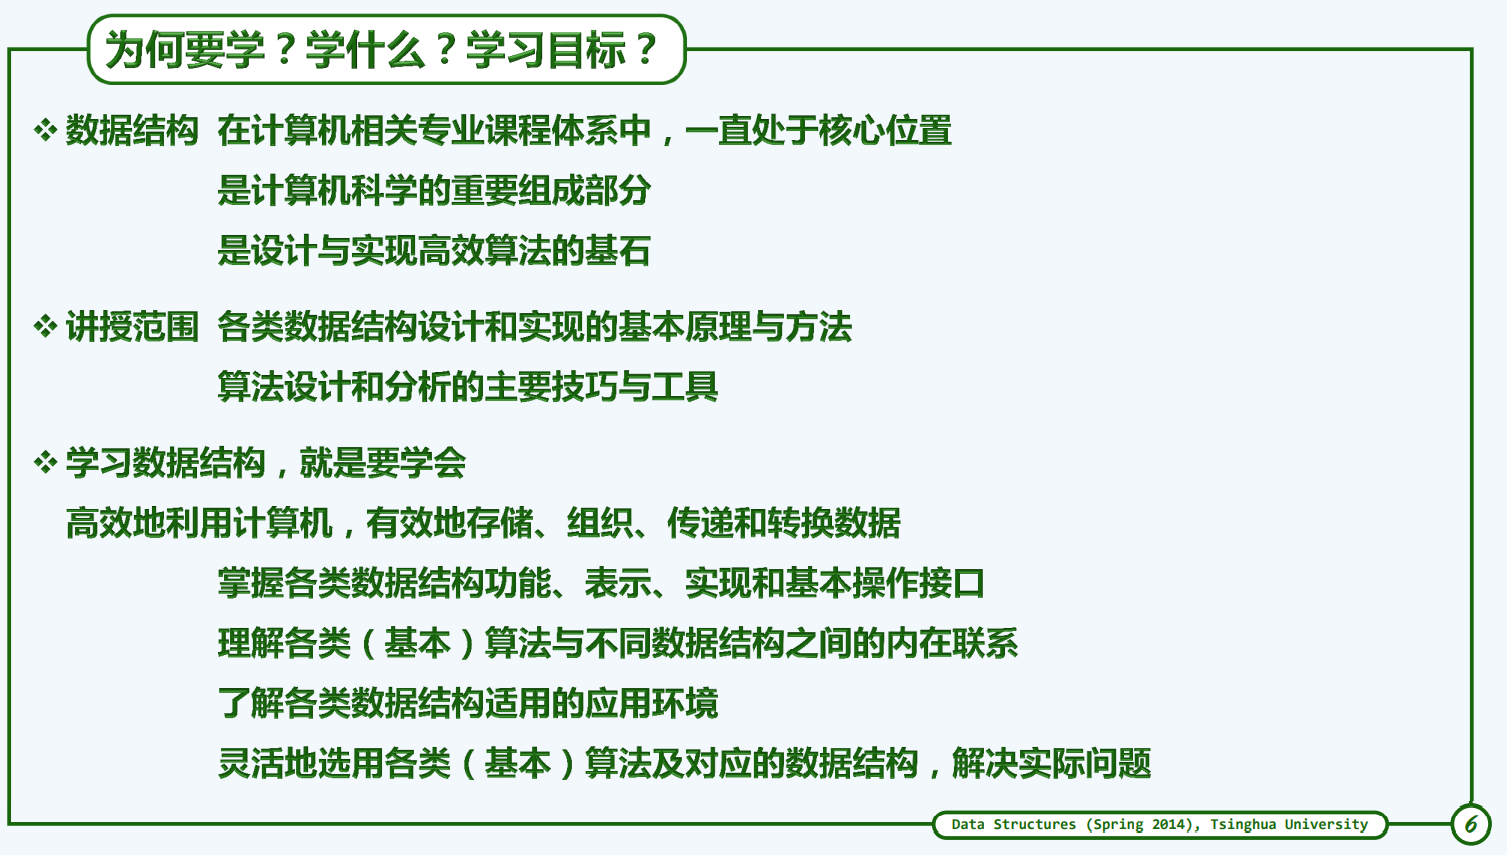 为何要学？学什么？学习目标？
数据结构 在计算机相关专业课程体系中，一直处于核心位置
是计算机科学的重要组成部分
是设计与实现高效算法的基石
讲授范围 各类数据结构设计和实现的基本原理与方法
算法设计和分析的主要技巧与工具
学习数据结构，就是要学会
高效地利用计算机，有效地存储、组织、传递和转换数据
掌握各类数据结构功能、表示、实现和基本操作接口
理解各类（基本）算法与不同数据结构之间的内在联系
了解各类数据结构适用的应用环境
灵活地选用各类（基本）算法及对应的数据结构，解决实际问题
Data Structures (Spring 2014), Tsinghua University
6